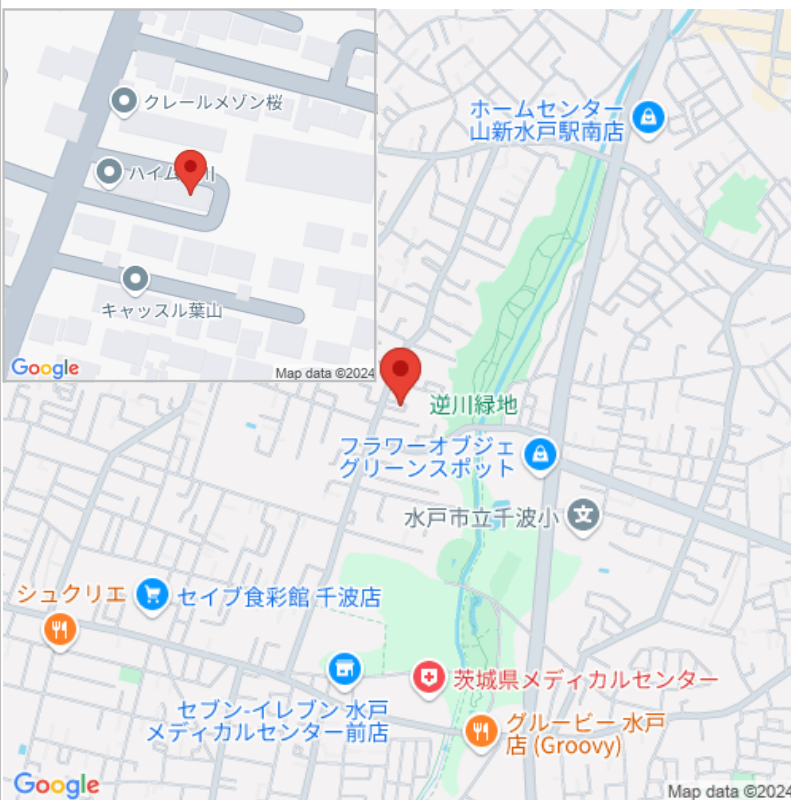 クレールメゾン桜
ハイム
川
キャッスル葉山
Google
Map data ©2024
ホームセンター
山新水戸駅南店
逆川緑地
フラワーオブジェ
グリーンスポット
水戸市立千波小
文
シュクリエ
セイブ食彩館 千波店
セブン-イレブン 水戸
メディカルセンター前店
茨城県メディカルセンター
グルービー 水戸
店 (Groovy)
Google
Map data ©2024